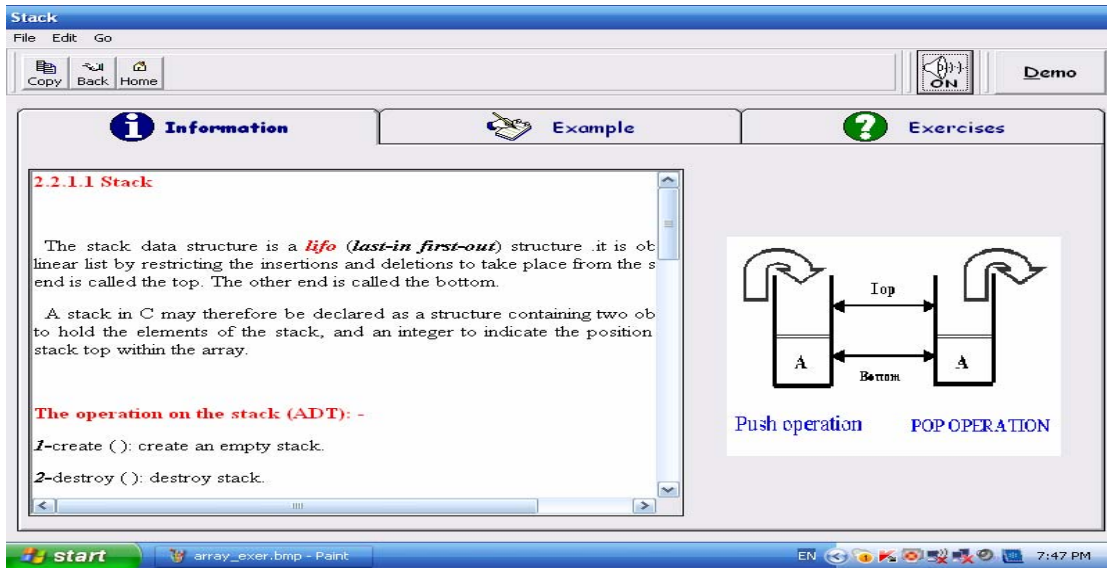 Stack
File Edit Go
Copy Back Home
ON
Demo
Information
Example
Exercises
2.2.1.1 Stack
The stack data structure is a lifo (last-in first-out) structure .it is ob
linear list by restricting the insertions and deletions to take place from the s
end is called the top. The other end is called the bottom.
A stack in C may therefore be declared as a structure containing two ob
to hold the elements of the stack, and an integer to indicate the position
stack top within the array.
The operation on the stack (ADT): -
1-create ( ): create an empty stack.
2-destroy ( ): destroy stack.
Top
A
A
Bottom
Push operation
POP OPERATION
start
array_exer.bmp - Paint
EN
7:47 PM